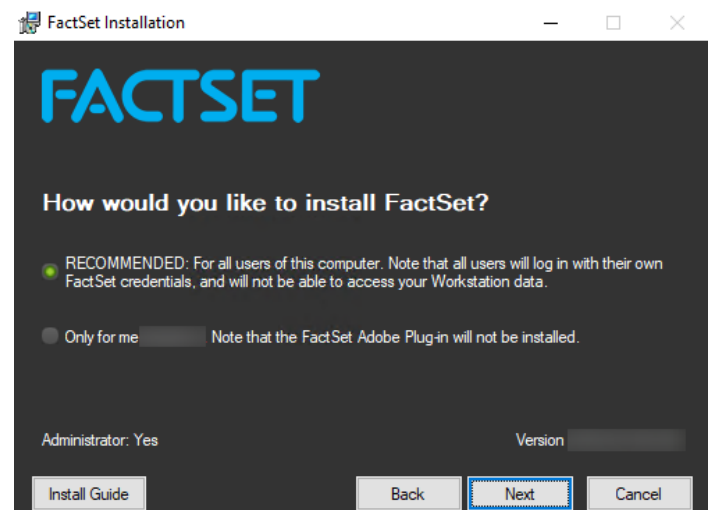 FactSet Installation
FACTSET
How would you like to install FactSet?
RECOMMENDED: For all users of this computer. Note that all users will log in with their own
FactSet credentials, and will not be able to access your Workstation data.
Only for me Note that the FactSet Adobe Plug-in will not be installed.
Administrator: Yes Version
Install Guide Back Next Cancel